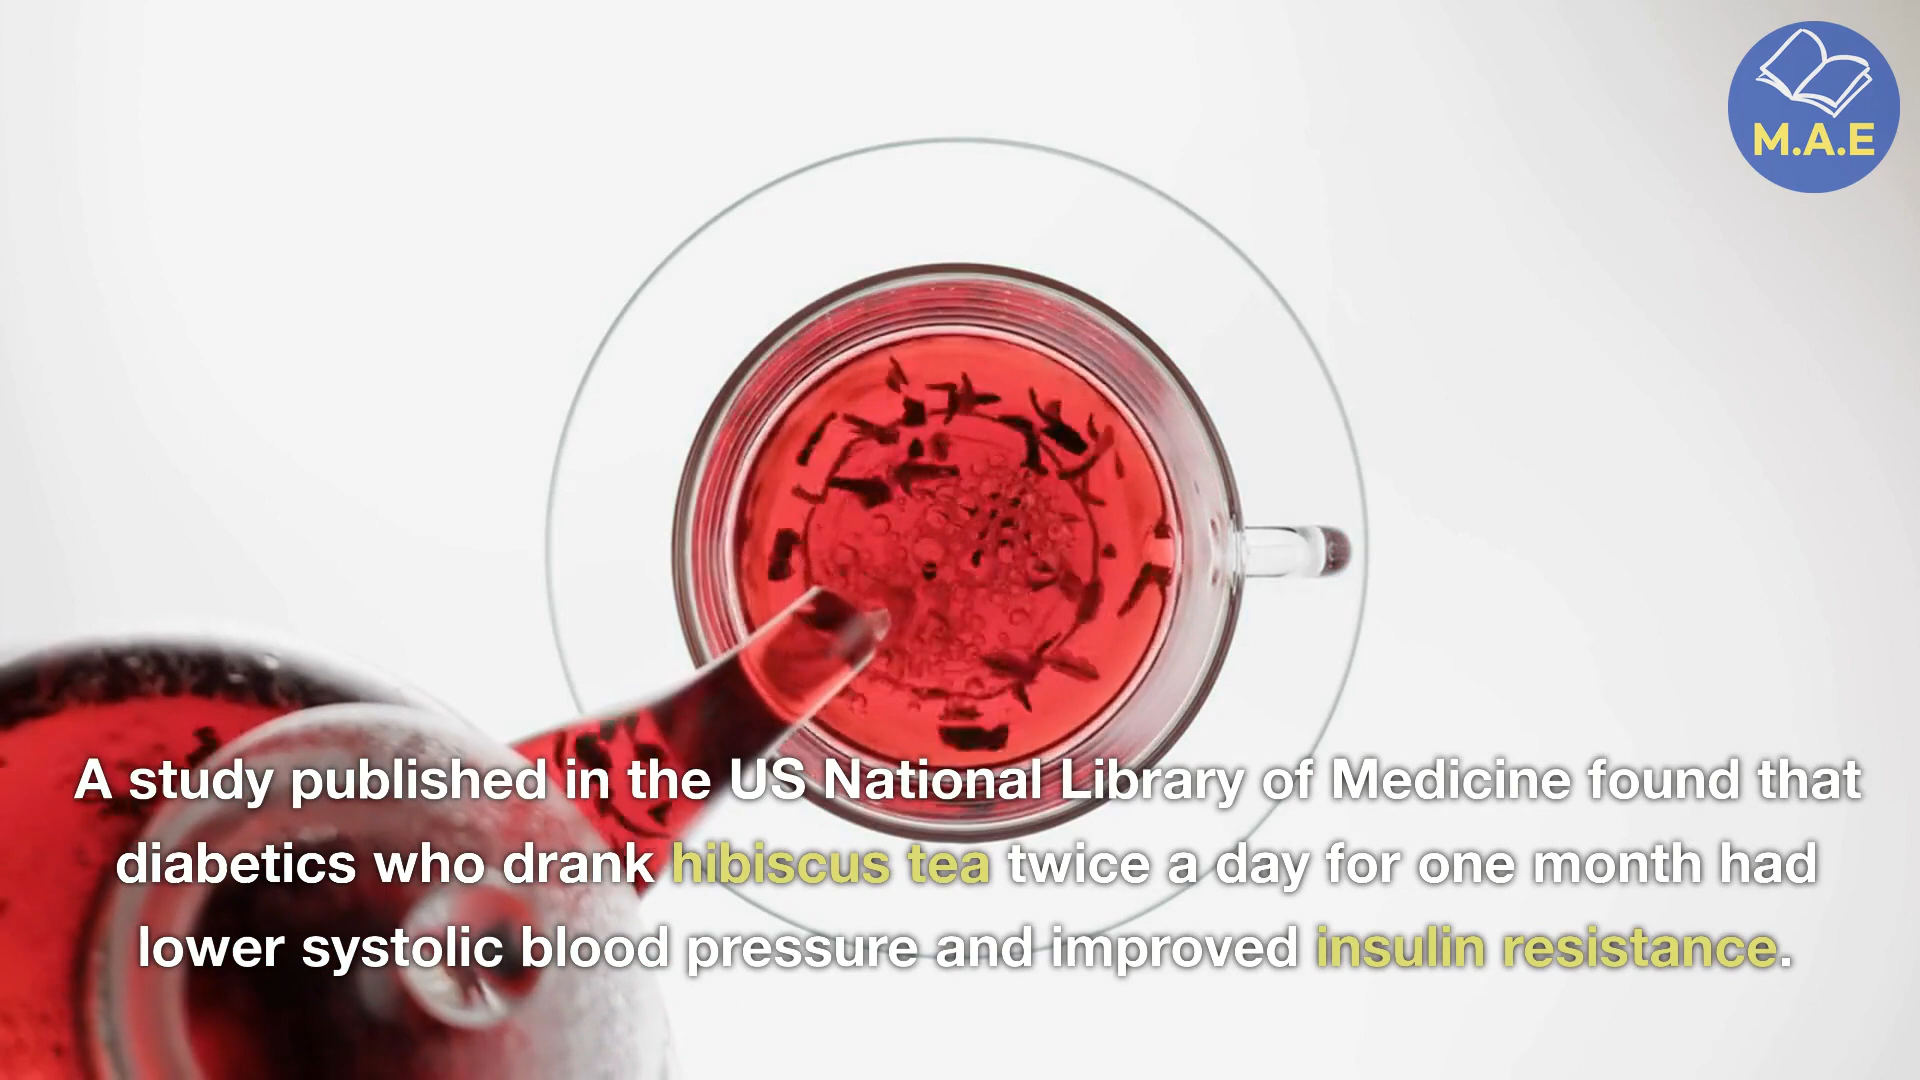 M.A.E
A study published in the US National Library of Medicine found that
diabetics who drank hibiscus tea twice a day for one month had
lower systolic blood pressure and improved insulin resistance.